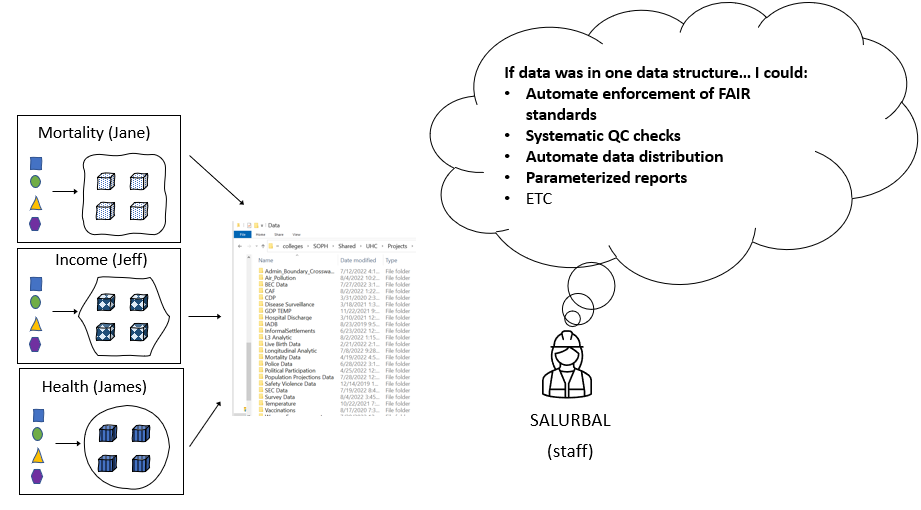 If data was in one data structure... I could:
• Automate enforcement of FAIR
standards
• Systematic QC checks
• Automate data distribution
• Parameterized reports
• ETC
Mortality (Jane)
Income (Jeff)
Health (James)
Data
File Home Share View
colleges > SOPH > Shared > UHC > Projects >
Name Date modified Type
Admin_Boundary_Crosswa... 7/12/2022 4:1... File folder
Air_Pollution 8/4/2022 10:2... File folder
BEC Data 7/27/2022 3:1... File folder
CAF 8/2/2022 1:22... File folder
CDP 3/31/2020 2:3... File folder
Disease Surveillance 3/18/2021 1:3... File folder
GDP TEMP 11/22/2021 9:... File folder
Hospital Discharge 3/10/2021 12:... File folder
IADB 8/23/2019 9:5... File folder
InformalSettlements 6/23/2022 12:... File folder
L3 Analytic 8/2/2022 1:15... File folder
Live Birth Data 2/21/2022 2:1... File folder
Longitudinal Analytic 7/8/2022 9:28... File folder
Mortality Data 4/19/2022 4:5... File folder
Police Data 6/28/2022 3:1... File folder
Political Participation 4/25/2022 12:... File folder
Population Projections Data 7/28/2022 12:... File folder
Safety Violence Data 12/14/2019 1... File folder
SEC Data 7/19/2022 8:4... File folder
Survey Data 8/4/2022 3:45... File folder
Temperature 10/22/2021 7:... File folder
Vaccinations 8/17/2020 7:3... File folder
SALURBAL
(staff)